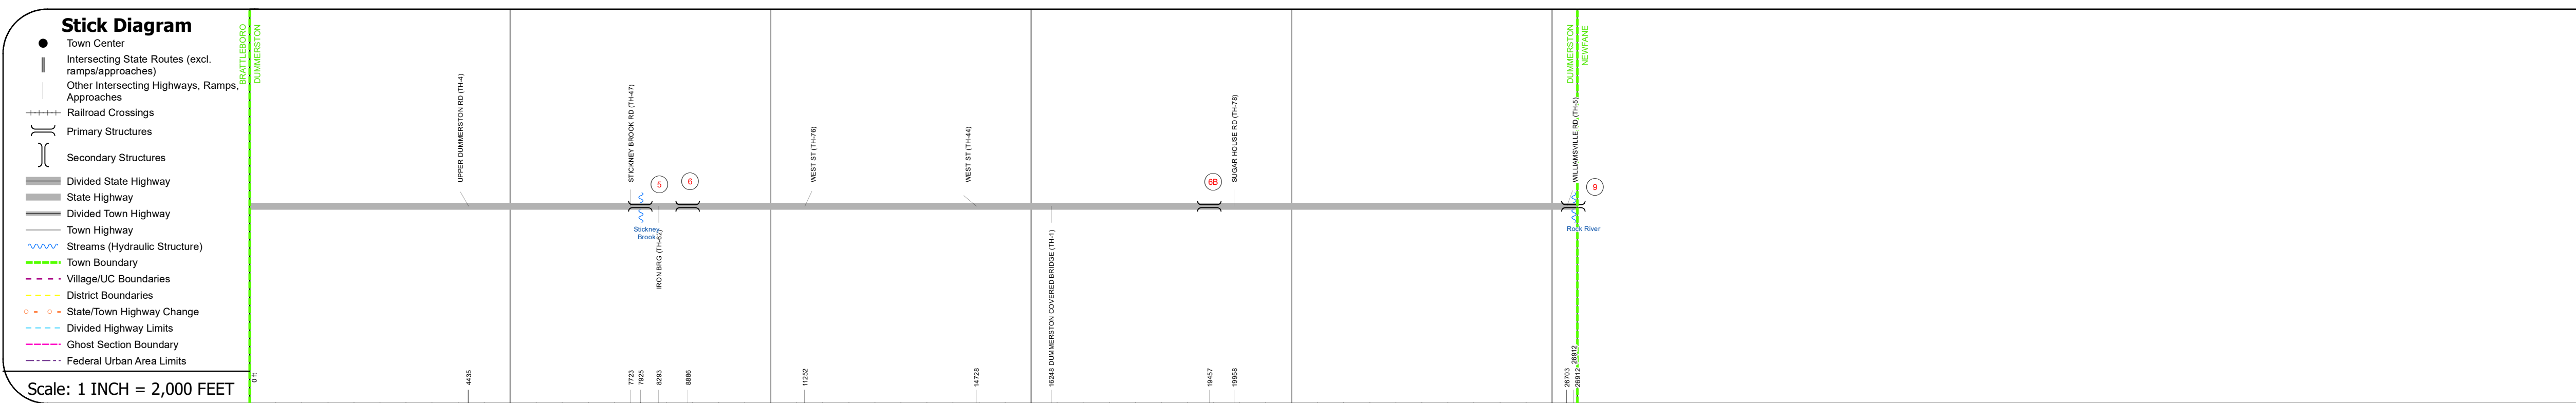 Stick Diagram
Town Center
Intersecting State Routes (excl.
ramps/approaches)
Other Intersecting Highways, Ramps,
Approaches
Railroad Crossings
Primary Structures
Secondary Structures
Divided State Highway
State Highway
Divided Town Highway
Town Highway
Streams (Hydraulic Structure)
Town Boundary
Village/UC Boundaries
District Boundaries
State/Town Highway Change
Divided Highway Limits
Ghost Section Boundary
Federal Urban Area Limits
Scale: 1 INCH = 2,000 FEET
BRATTLEBORO
DUMMERSTON
UPPER DUMMERSTON RD (TH-4)
STICKNEY BROOK RD (TH-47)
5
6
WEST ST (TH-76)
WEST ST (TH-44)
6B
SUGAR HOUSE RD (TH-78)
DUMMERSTON
NEWFANE
WILLIAMSVILLE RD (TH-5)
9
Stickney
Brook
IRON BRG (TH-62)
DUMMERSTON COVERED BRIDGE (TH-1)
Rock River
0 ft
4435
7723
7925
8293
8886
11252
14728
16248
19457
19958
26703
26912
26912